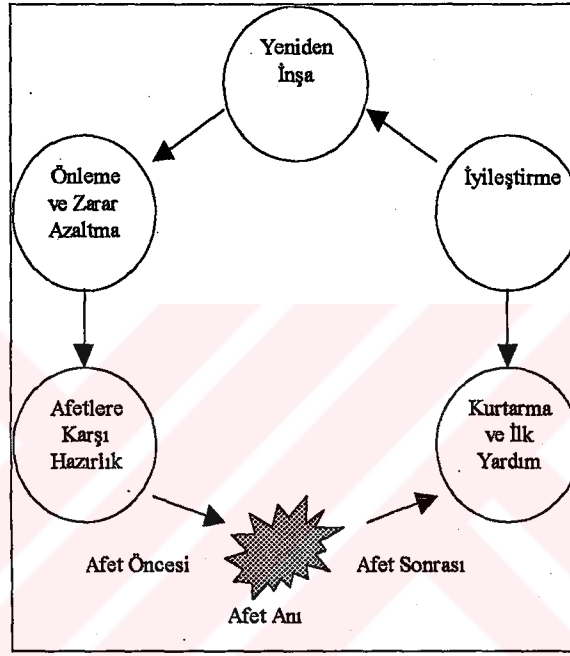 Yeniden
İnşa
Önleme
ve Zarar
Azaltma
İyileştirme
Afetlere
Karşı
Hazırlık
Kurtarma
ve İlk
Yardım
Afet Öncesi
Afet Sonrası
Afet Anı